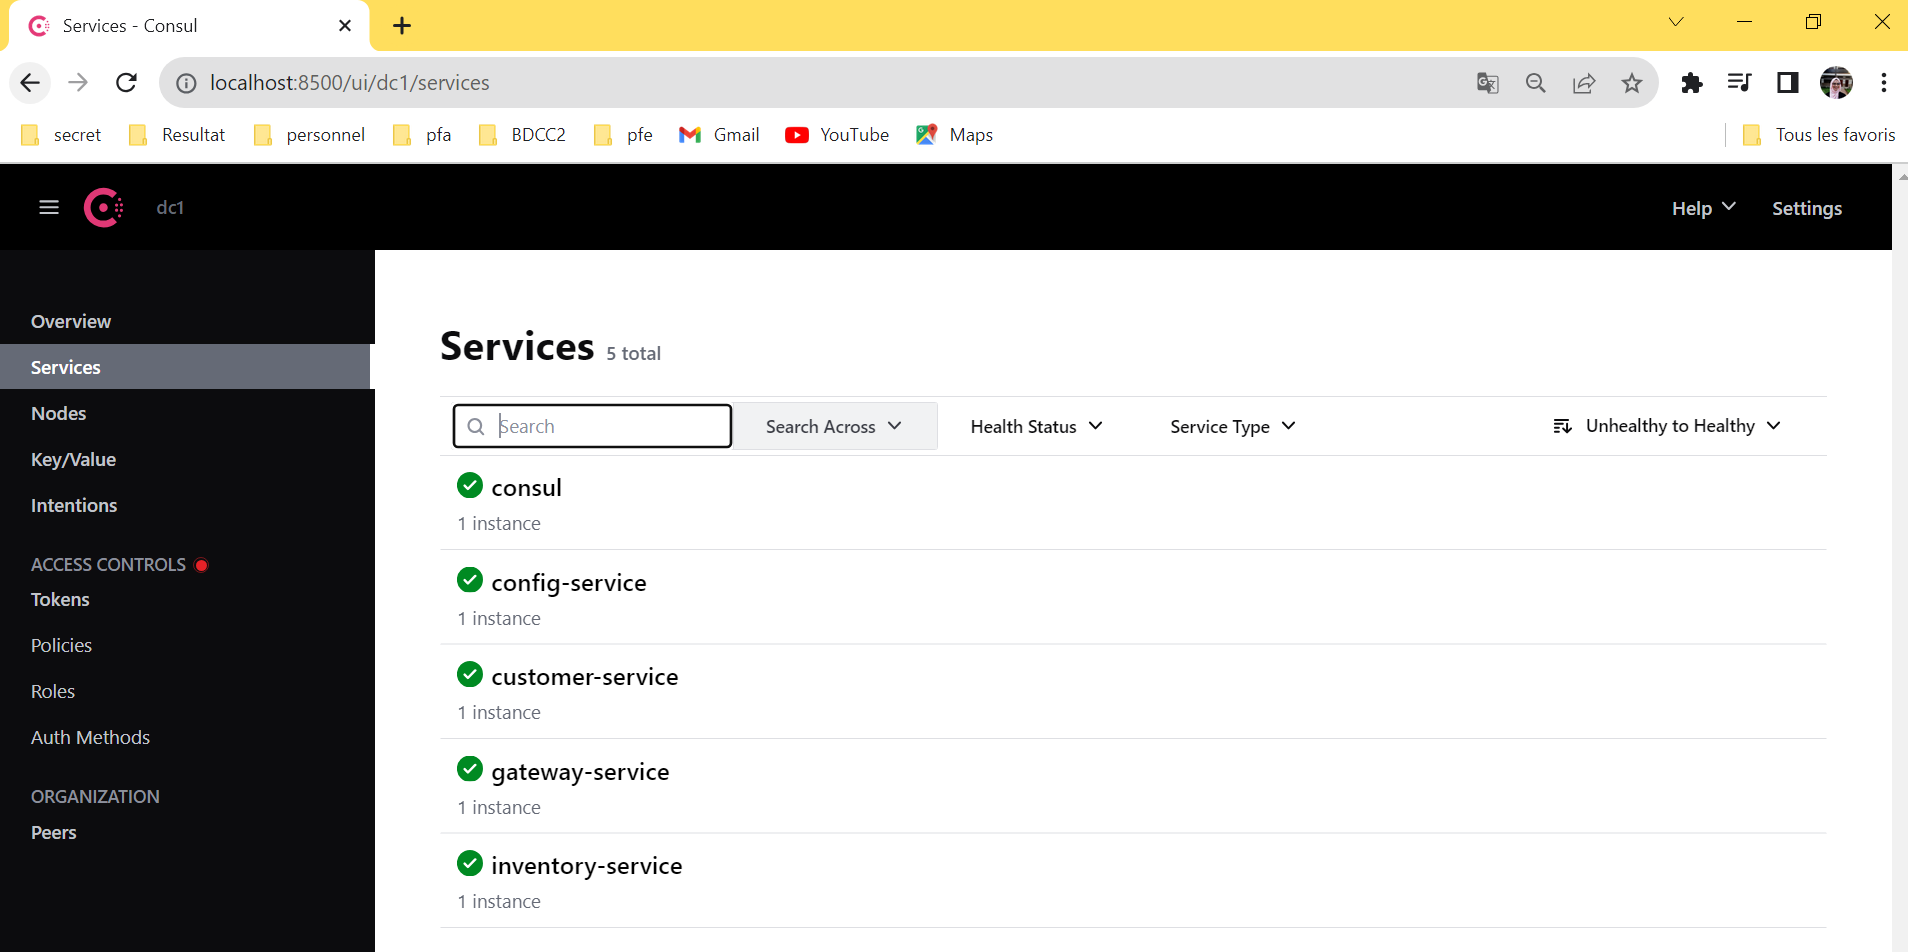 Services - Consul
localhost:8500/ui/dc1/services
secret Resultat personnel pfa BDCC2 pfe Gmail YouTube Maps Tous les favoris
dc1 Help Settings
Overview
Services
Nodes
Key/Value
Intentions
ACCESS CONTROLS
Tokens
Policies
Roles
Auth Methods
ORGANIZATION
Peers
Services 5 total
Search Search Across Health Status Service Type Unhealthy to Healthy
consul
1 instance
config-service
1 instance
customer-service
1 instance
gateway-service
1 instance
inventory-service
1 instance